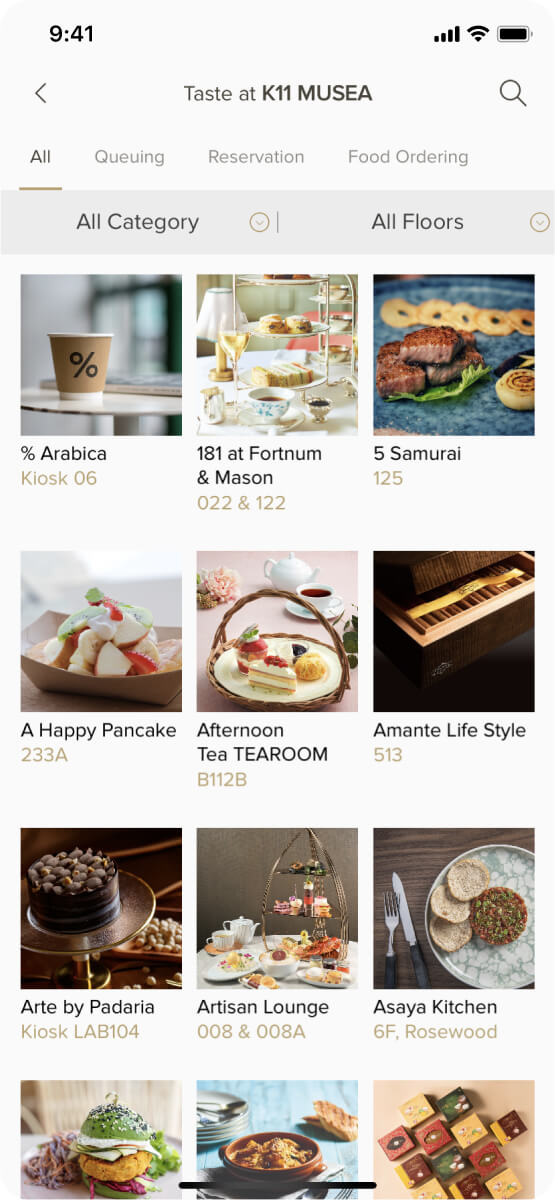 9:41
Taste at K11 MUSEA
All Queuing Reservation Food Ordering
All Category All Floors
%
% Arabica
Kiosk 06
181 at Fortnum
& Mason
022 & 122
5 Samurai
125
A Happy Pancake
233A
Afternoon
Tea TEAROOM
B112B
Amante Life Style
513
Arte by Padaria
Kiosk LAB104
Artisan Lounge
008 & 008A
Asaya Kitchen
6F, Rosewood